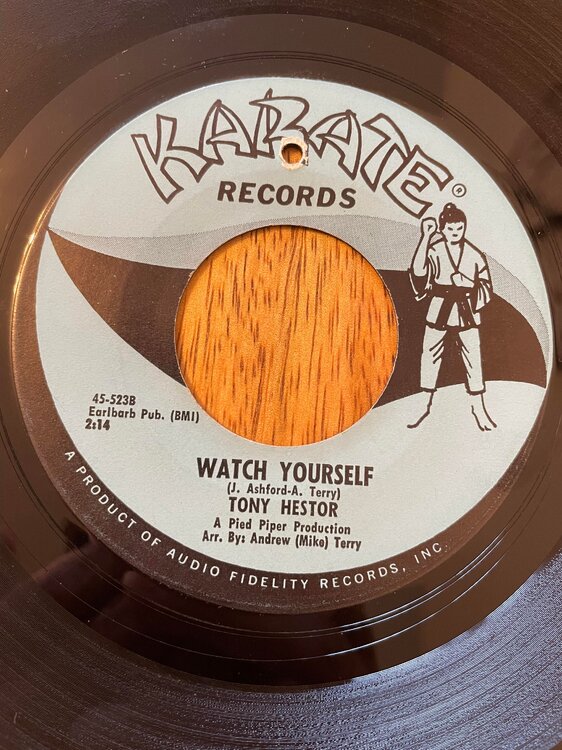 KARATE®
RECORDS
45-523B
Earlbarb Pub. (BMI)
2:14
WATCH YOURSELF
(J. Ashford-A. Terry)
TONY HESTOR
A Pied Piper Production
Arr. By: Andrew (Mike) Terry
A PRODUCT OF AUDIO FIDELITY RECORDS, INC.